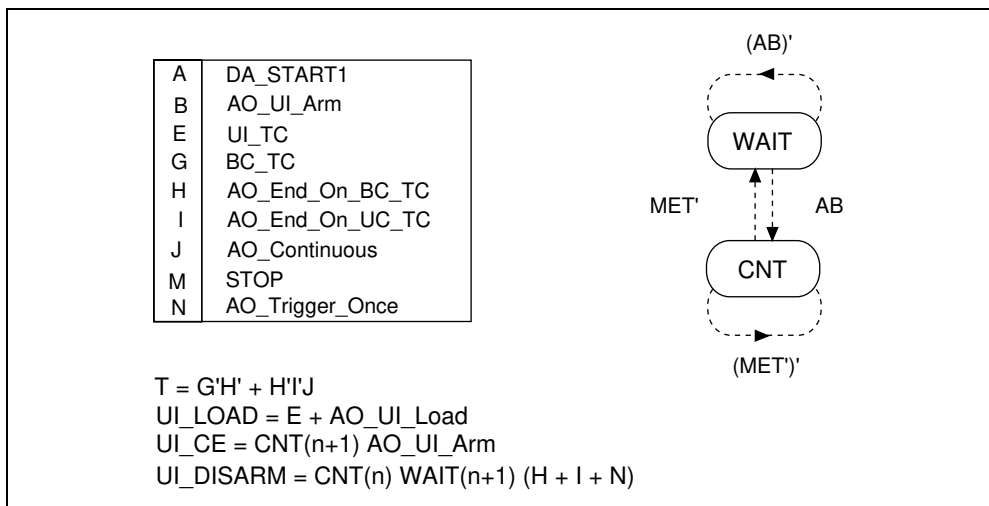 A DA_START1
B AO_UI_Arm
E UI_TC
G BC_TC
H AO_End_On_BC_TC
I AO_End_On_UC_TC
J AO_Continuous
M STOP
N AO_Trigger_Once
(AB)'
WAIT
MET' AB
CNT
(MET')'
T = G'H' + H'I'J
UI_LOAD = E + AO_UI_Load
UI_CE = CNT(n+1) AO_UI_Arm
UI_DISARM = CNT(n) WAIT(n+1) (H + I + N)